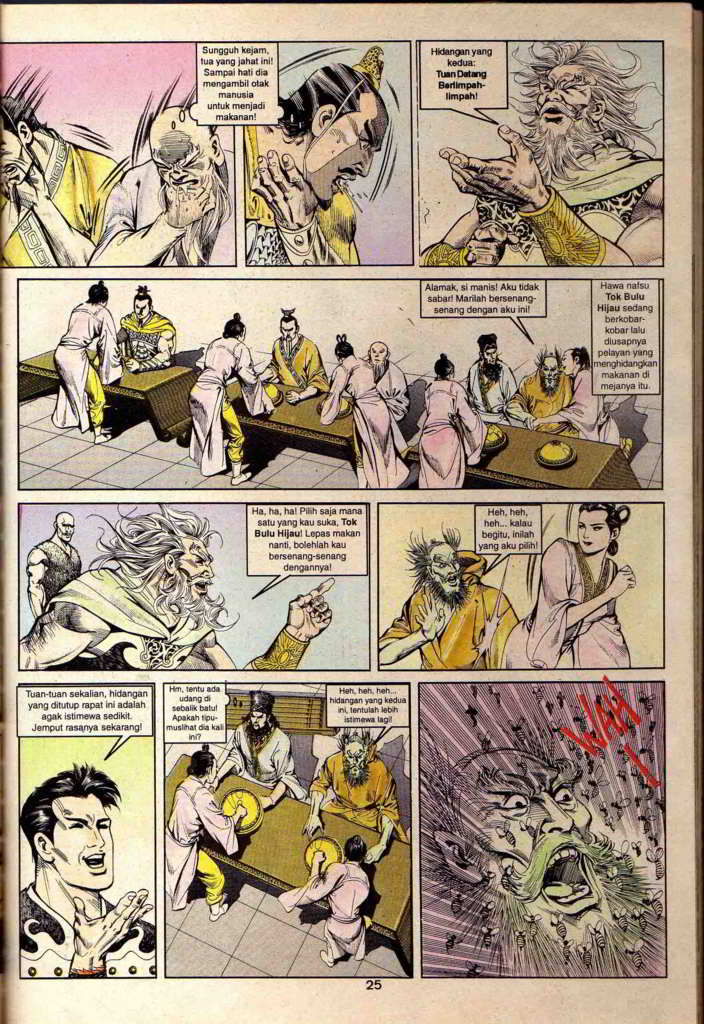 Sungguh kejam,
tua yang jahat ini!
Sampai hati dia
mengambil otak
manusia
untuk menjadi
makanan!
Hidangan yang
kedua:
Tuan Datang
Berlimpah-
limpah!
Alamak, si manis! Aku tidak
sabar! Marilah bersenang-
senang dengan aku ini!
Hawa nafsu
Tok Bulu
Hijau sedang
berkobar-
kobar lalu
diusapnya
pelayan yang
menghidangkan
makanan di
mejanya itu.
Ha, ha, ha! Pilih saja mana
satu yang kau suka, Tok
Bulu Hijau! Lepas makan
nanti, bolehlah kau
bersenang-senang
dengannya!
Heh, heh,
heh... kalau
begitu, inilah
yang aku pilih!
Tuan-tuan sekalian, hidangan
yang ditutup rapat ini adalah
agak istimewa sedikit.
Jemput rasanya sekarang!
Hm, tentu ada
udang di
sebalik batu!
Apakah tipu-
muslihat dia kali
ini?
Heh, heh, heh...
hidangan yang kedua
ini, tentulah lebih
istimewa lagi!
WAH!
25